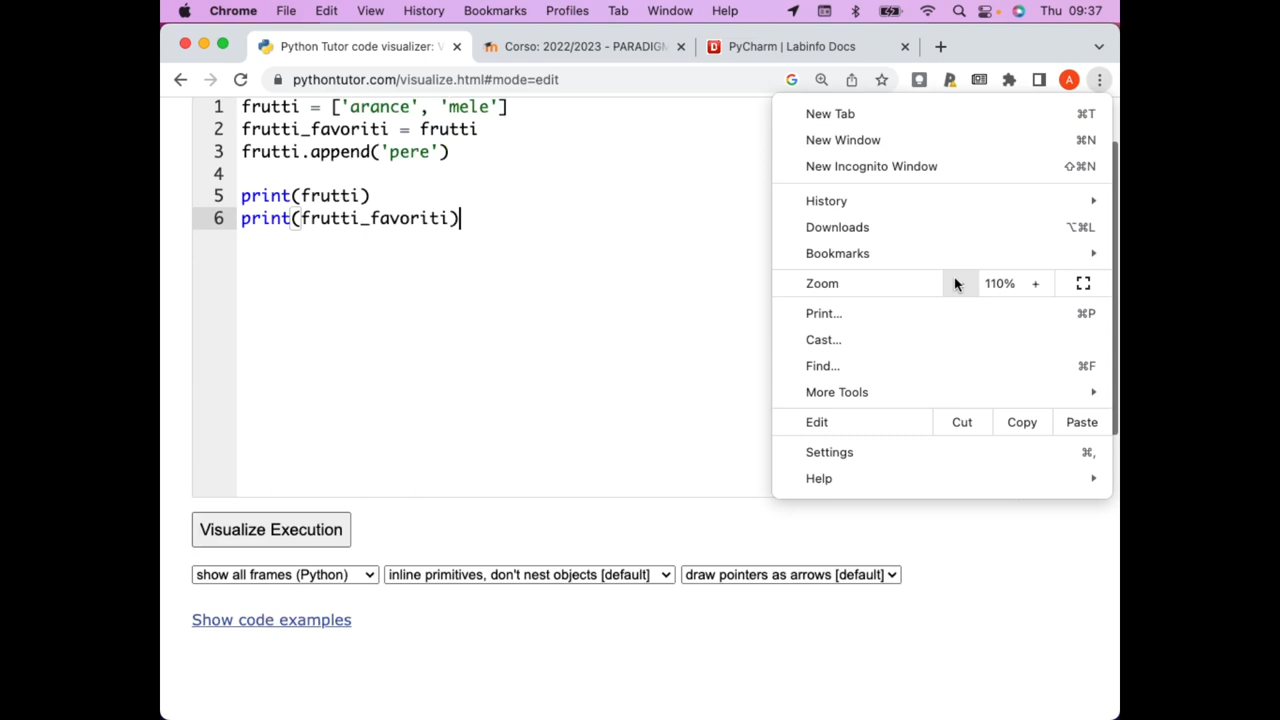 Chrome File Edit View History Bookmarks Profiles Tab Window Help Thu 09:37
Python Tutor code visualizer: V Corso: 2022/2023 - PARADIGM PyCharm | Labinfo Docs
pythontutor.com/visualize.html#mode=edit A
1 frutti = ['arance', 'mele']
2 frutti_favoriti = frutti
3 frutti.append('pere')
4
5 print(frutti)
6 print(frutti_favoriti)
New Tab ⌘T
New Window ⌘N
New Incognito Window ⇧⌘N
History
Downloads ⌥⌘L
Bookmarks
Zoom 110% +
Print... ⌘P
Cast...
Find... ⌘F
More Tools
Edit Cut Copy Paste
Settings ⌘,
Help
Visualize Execution
show all frames (Python) inline primitives, don't nest objects [default] draw pointers as arrows [default]
Show code examples